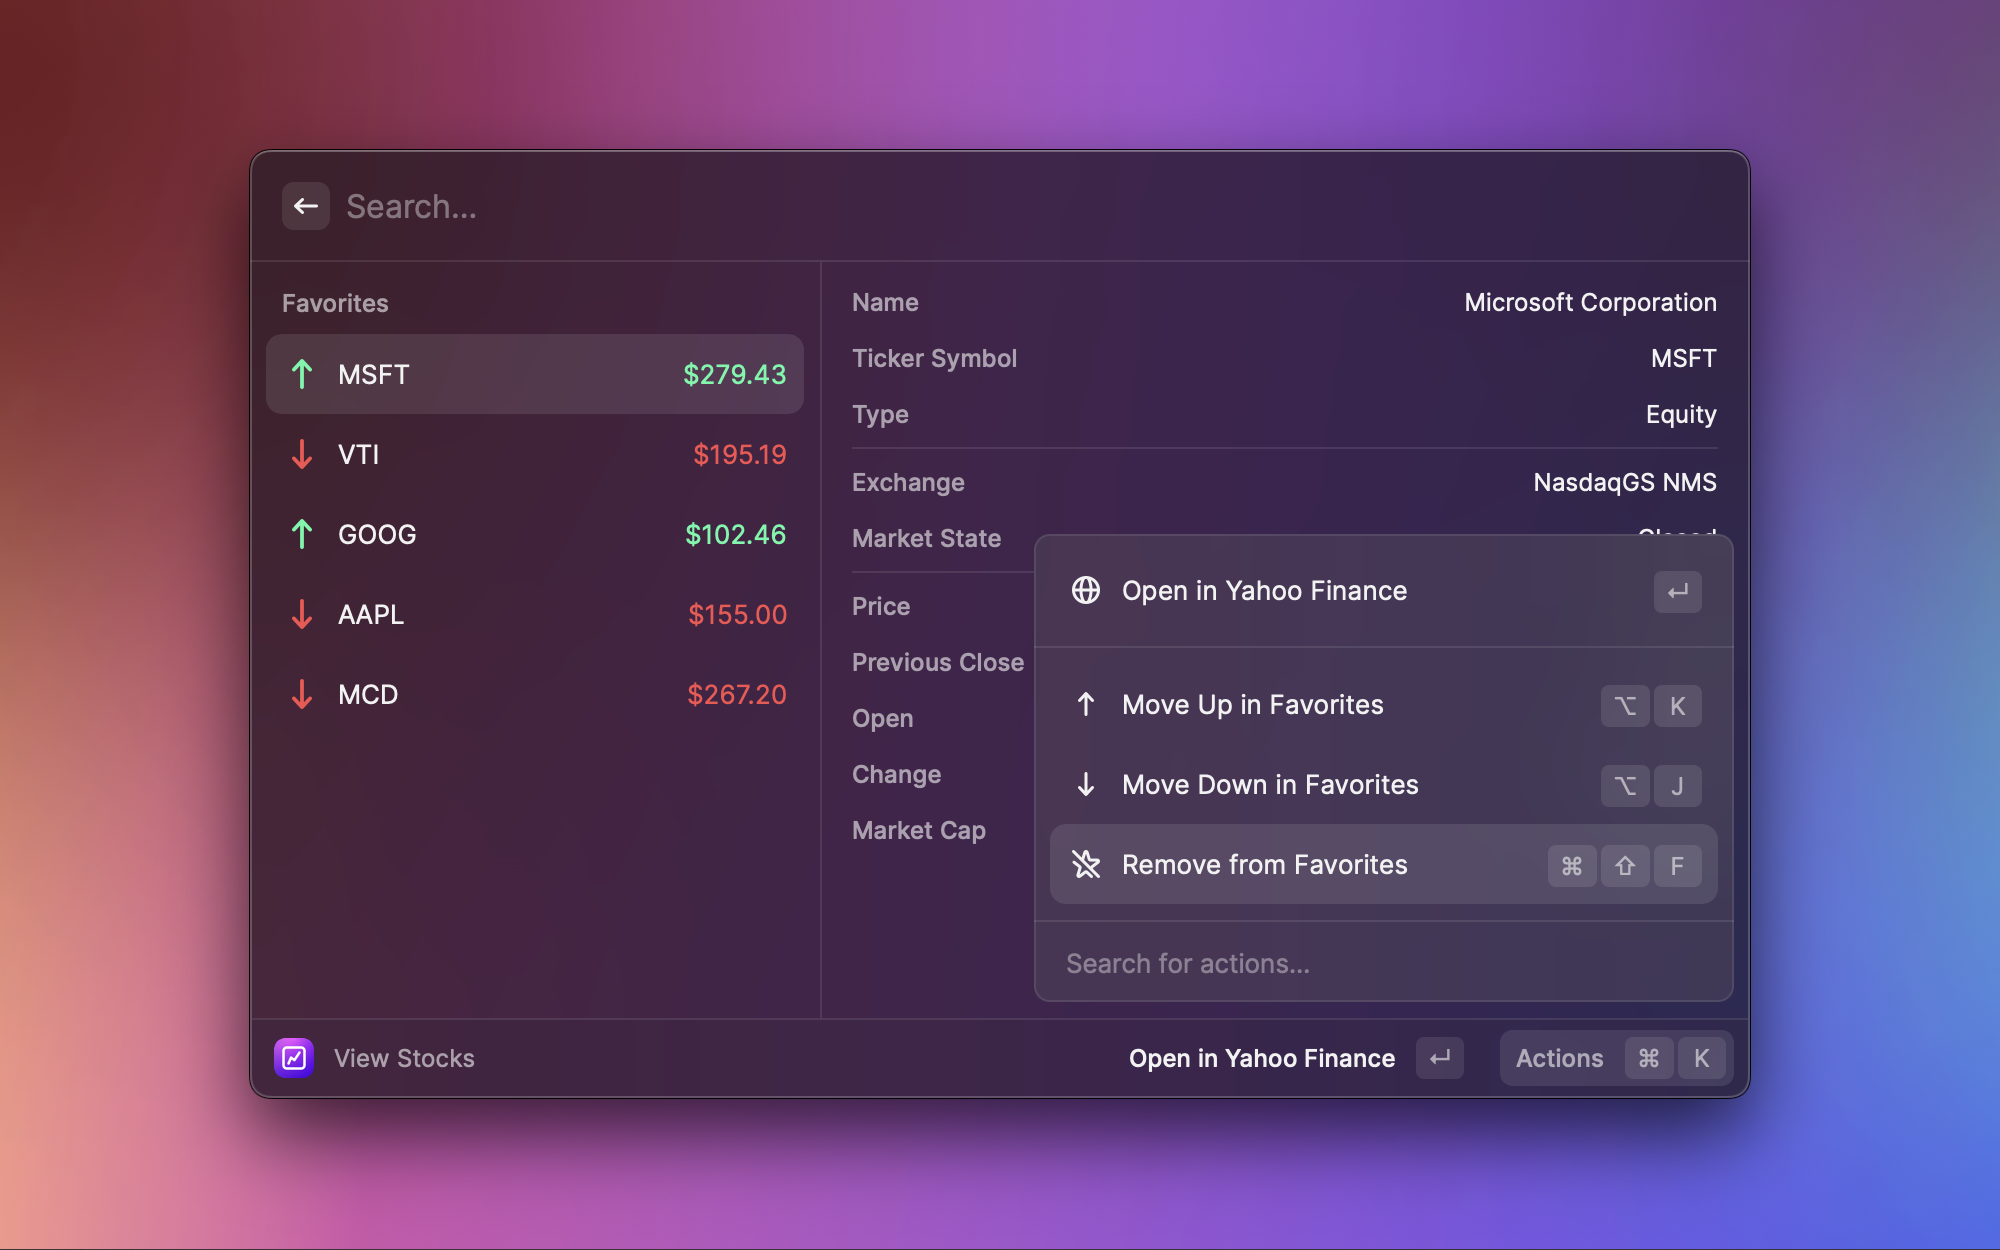 Search...
Favorites
MSFT $279.43
VTI $195.19
GOOG $102.46
AAPL $155.00
MCD $267.20
Name Microsoft Corporation
Ticker Symbol MSFT
Type Equity
Exchange NasdaqGS NMS
Market State Closed
Price
Previous Close
Open
Change
Market Cap
Open in Yahoo Finance ↵
Move Up in Favorites ⌥ K
Move Down in Favorites ⌥ J
Remove from Favorites ⌘ ⇧ F
Search for actions...
View Stocks
Open in Yahoo Finance ↵
Actions ⌘ K